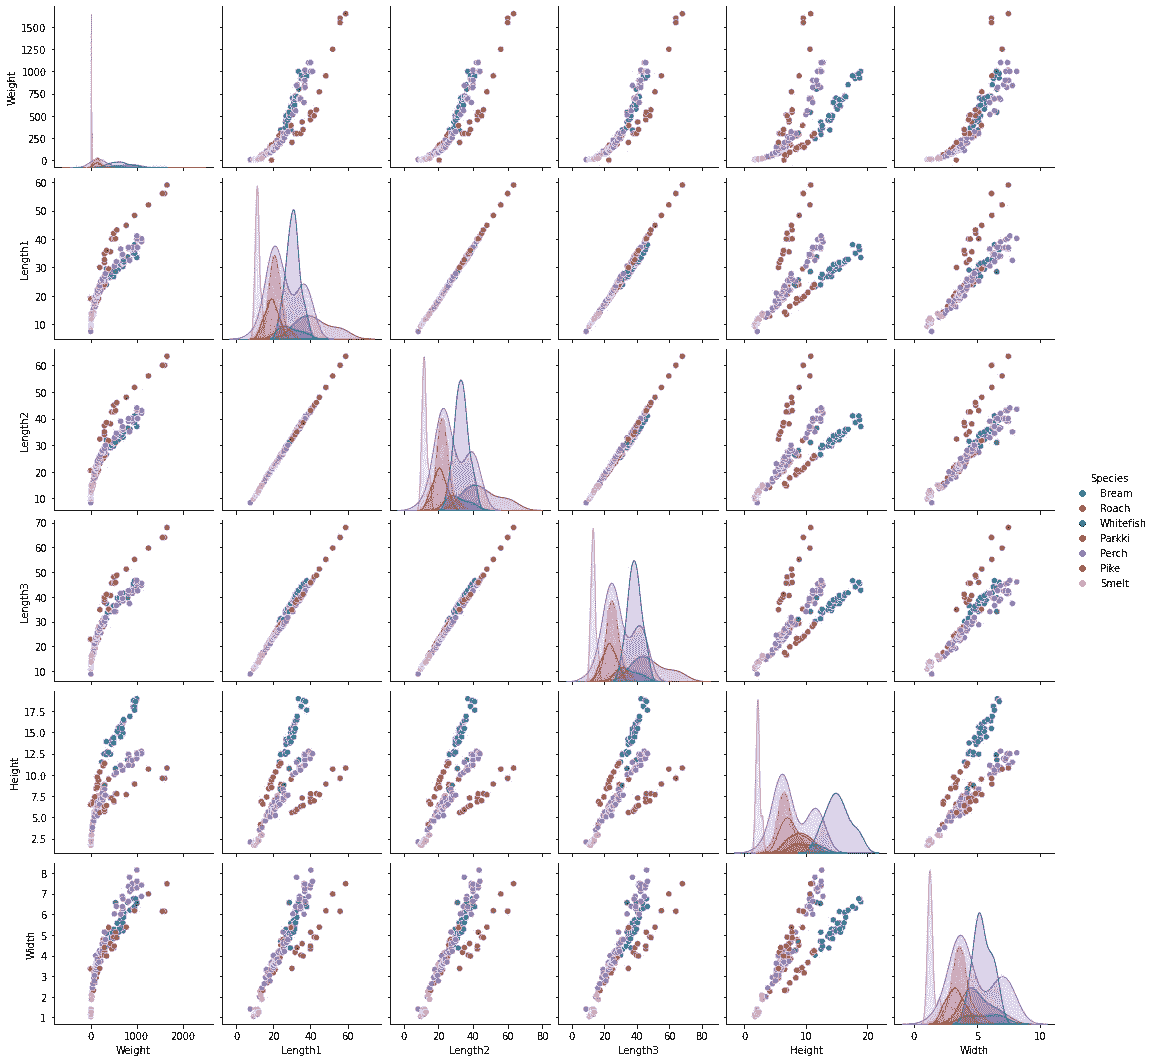 Weight
1500
1250
1000
750
500
250
0
Length1
60
50
40
30
20
10
Length2
60
50
40
30
20
10
Length3
70
60
50
40
30
20
10
Height
17.5
15.0
12.5
10.0
7.5
5.0
2.5
Width
8
7
6
5
4
3
2
1
0 1000 2000
Weight
0 20 40 60
Length1
0 20 40 60 80
Length2
0 20 40 60 80
Length3
0 10 20
Height
0 5 10
Width
Species
Bream
Roach
Whitefish
Parkki
Perch
Pike
Smelt